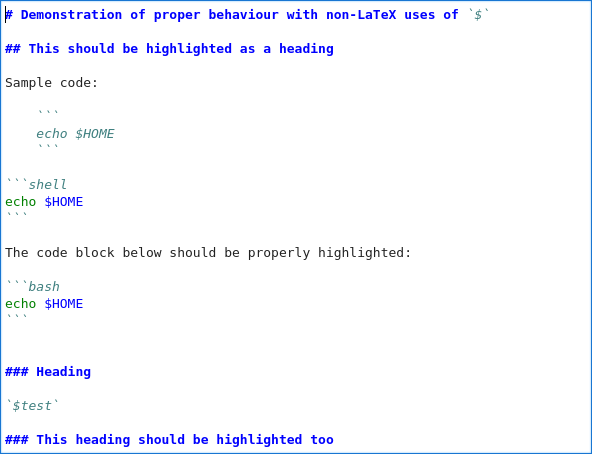 # Demonstration of proper behaviour with non-LaTeX uses of `$`
## This should be highlighted as a heading
Sample code:
    ```
    echo $HOME
    ```
```shell
echo $HOME
```
The code block below should be properly highlighted:
```bash
echo $HOME
```
### Heading
`$test`
### This heading should be highlighted too